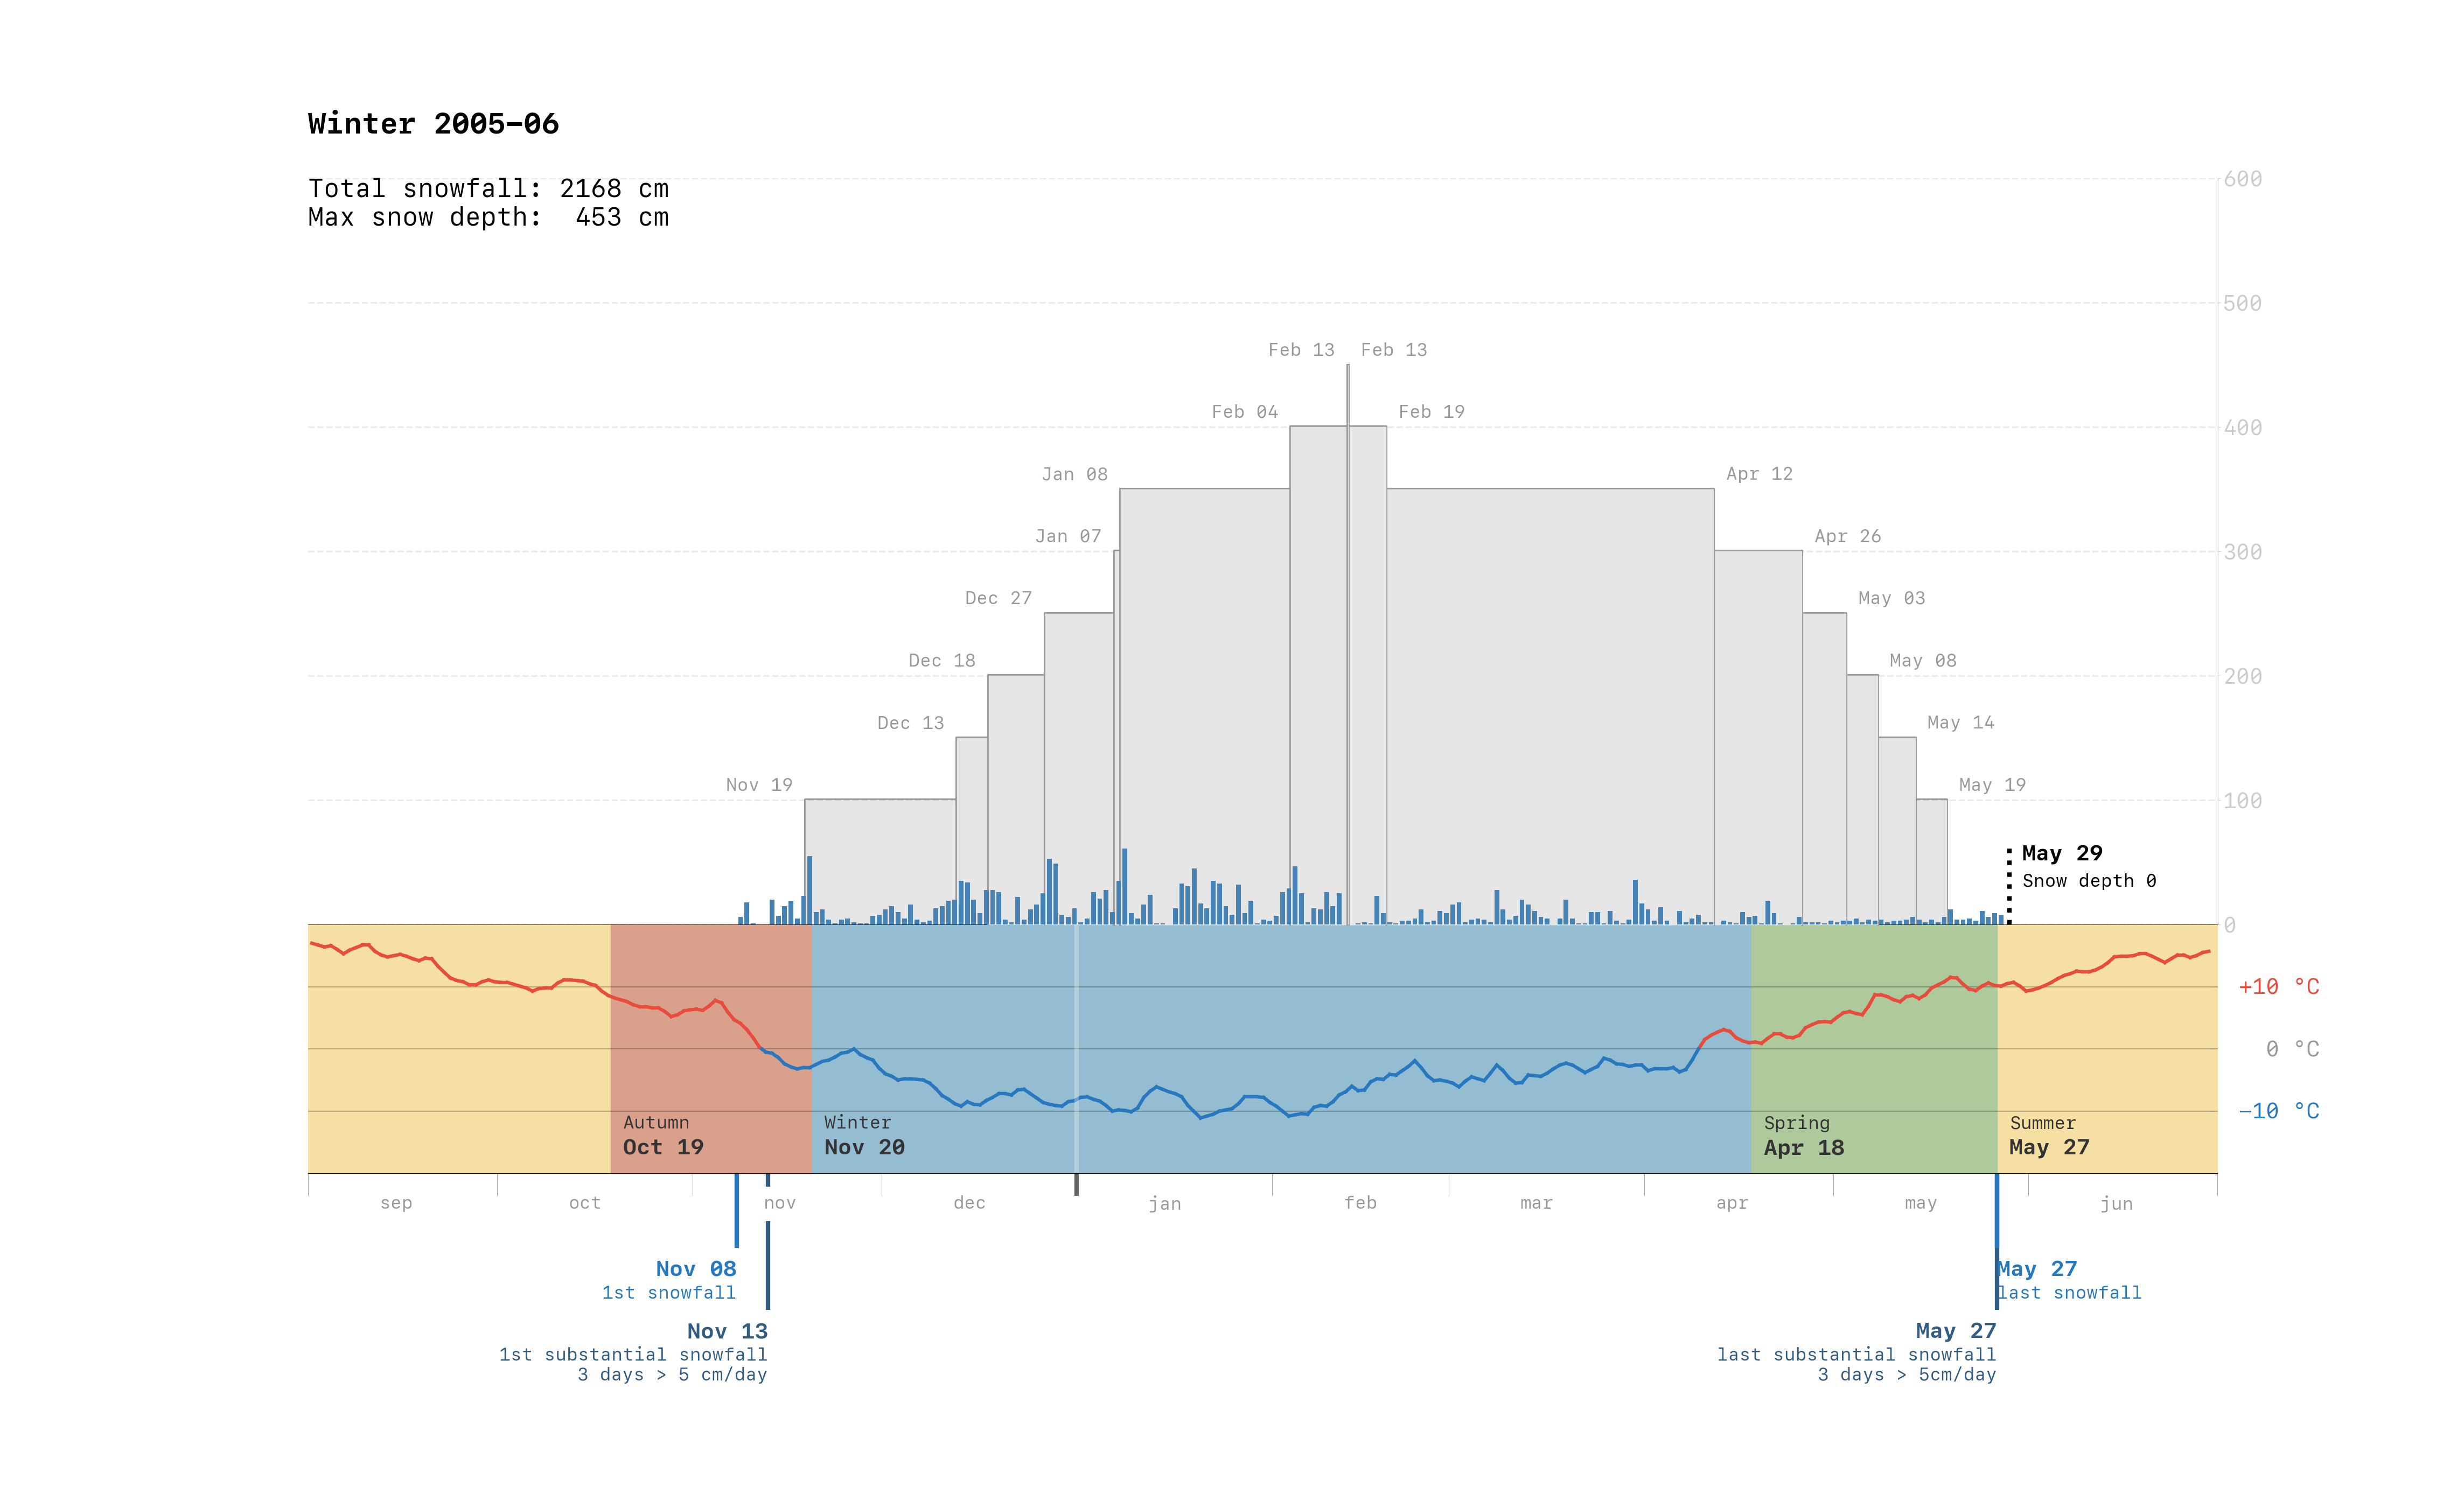 Winter 2005–06
Total snowfall: 2168 cm
Max snow depth: 453 cm
600
500
Feb 13 Feb 13
Feb 04 Feb 19
400
Jan 08 Apr 12
Jan 07 Apr 26
300
Dec 27 May 03
Dec 18 May 08
200
Dec 13 May 14
Nov 19 May 19
100
May 29
Snow depth 0
0
+10 °C
0 °C
−10 °C
Autumn
Oct 19
Winter
Nov 20
Spring
Apr 18
Summer
May 27
sep oct nov dec jan feb mar apr may jun
Nov 08
1st snowfall
May 27
last snowfall
Nov 13
1st substantial snowfall
3 days > 5 cm/day
May 27
last substantial snowfall
3 days > 5cm/day